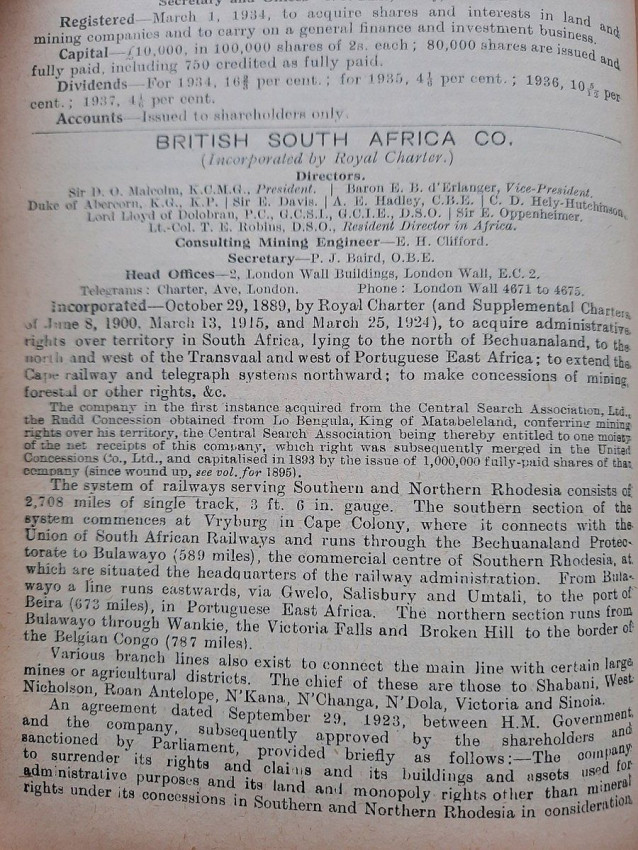 Registered—March 1, 1934, to acquire shares and interests in land and
mining companies and to carry on a general finance and investment business.
Capital—£10,000, in 100,000 shares of 2s. each; 80,000 shares are issued and
fully paid, including 750 credited as fully paid.
Dividends—For 1934, 16⅔ per cent.; for 1935, 4⅓ per cent.; 1936, 10 5/12 per
cent.; 1937, per cent.
Accounts—Issued to shareholders only.
BRITISH SOUTH AFRICA CO.
(Incorporated by Royal Charter.)
Directors.
Sir D. O. Malcolm, K.C.M.G., President. | Baron E. B. d'Erlanger, Vice-President.
Duke of Abercorn, K.G., K.P. | Sir E. Davis. | A. E. Hadley, C.B.E. | C. D. Hely-Hutchinson.
Lord Lloyd of Dolobran, P.C., G.C.S.I., G.C.I.E., D.S.O. | Sir E. Oppenheimer.
Lt.-Col. T. E. Robins, D.S.O., Resident Director in Africa.
Consulting Mining Engineer—E. H. Clifford.
Secretary—P. J. Baird, O.B.E.
Head Offices—2, London Wall Buildings, London Wall, E.C. 2.
Telegrams: Charter, Ave, London. Phone: London Wall 4671 to 4675.
Incorporated—October 29, 1889, by Royal Charter (and Supplemental Charters
of June 8, 1900, March 13, 1915, and March 25, 1924), to acquire administrative
rights over territory in South Africa, lying to the north of Bechuanaland, to the
north and west of the Transvaal and west of Portuguese East Africa; to extend the
Cape railway and telegraph systems northward; to make concessions of mining,
forestal or other rights, &c.
The company in the first instance acquired from the Central Search Association, Ltd.,
the Rudd Concession obtained from Lo Bengula, King of Matabeleland, conferring mining
rights over his territory, the Central Search Association being thereby entitled to one moiety
of the net receipts of this company, which right was subsequently merged in the United
Concessions Co., Ltd., and capitalised in 1893 by the issue of 1,000,000 fully-paid shares of that
company (since wound up, see vol. for 1895).
The system of railways serving Southern and Northern Rhodesia consists of
2,708 miles of single track, 3 ft. 6 in. gauge. The southern section of the
system commences at Vryburg in Cape Colony, where it connects with the
Union of South African Railways and runs through the Bechuanaland Protec-
torate to Bulawayo (589 miles), the commercial centre of Southern Rhodesia, at
which are situated the headquarters of the railway administration. From Bula-
wayo a line runs eastwards, via Gwelo, Salisbury and Umtali, to the port of
Beira (673 miles), in Portuguese East Africa. The northern section runs from
Bulawayo through Wankie, the Victoria Falls and Broken Hill to the border of
the Belgian Congo (787 miles).
Various branch lines also exist to connect the main line with certain large
mines or agricultural districts. The chief of these are those to Shabani, West
Nicholson, Roan Antelope, N'Kana, N'Changa, N'Dola, Victoria and Sinoia.
An agreement dated September 29, 1923, between H.M. Government
and the company, subsequently approved by the shareholders and
sanctioned by Parliament, provided briefly as follows:—The company
to surrender its rights and claims and its buildings and assets used for
administrative purposes and its land and monopoly rights other than mineral
rights under its concessions in Southern and Northern Rhodesia in consideration